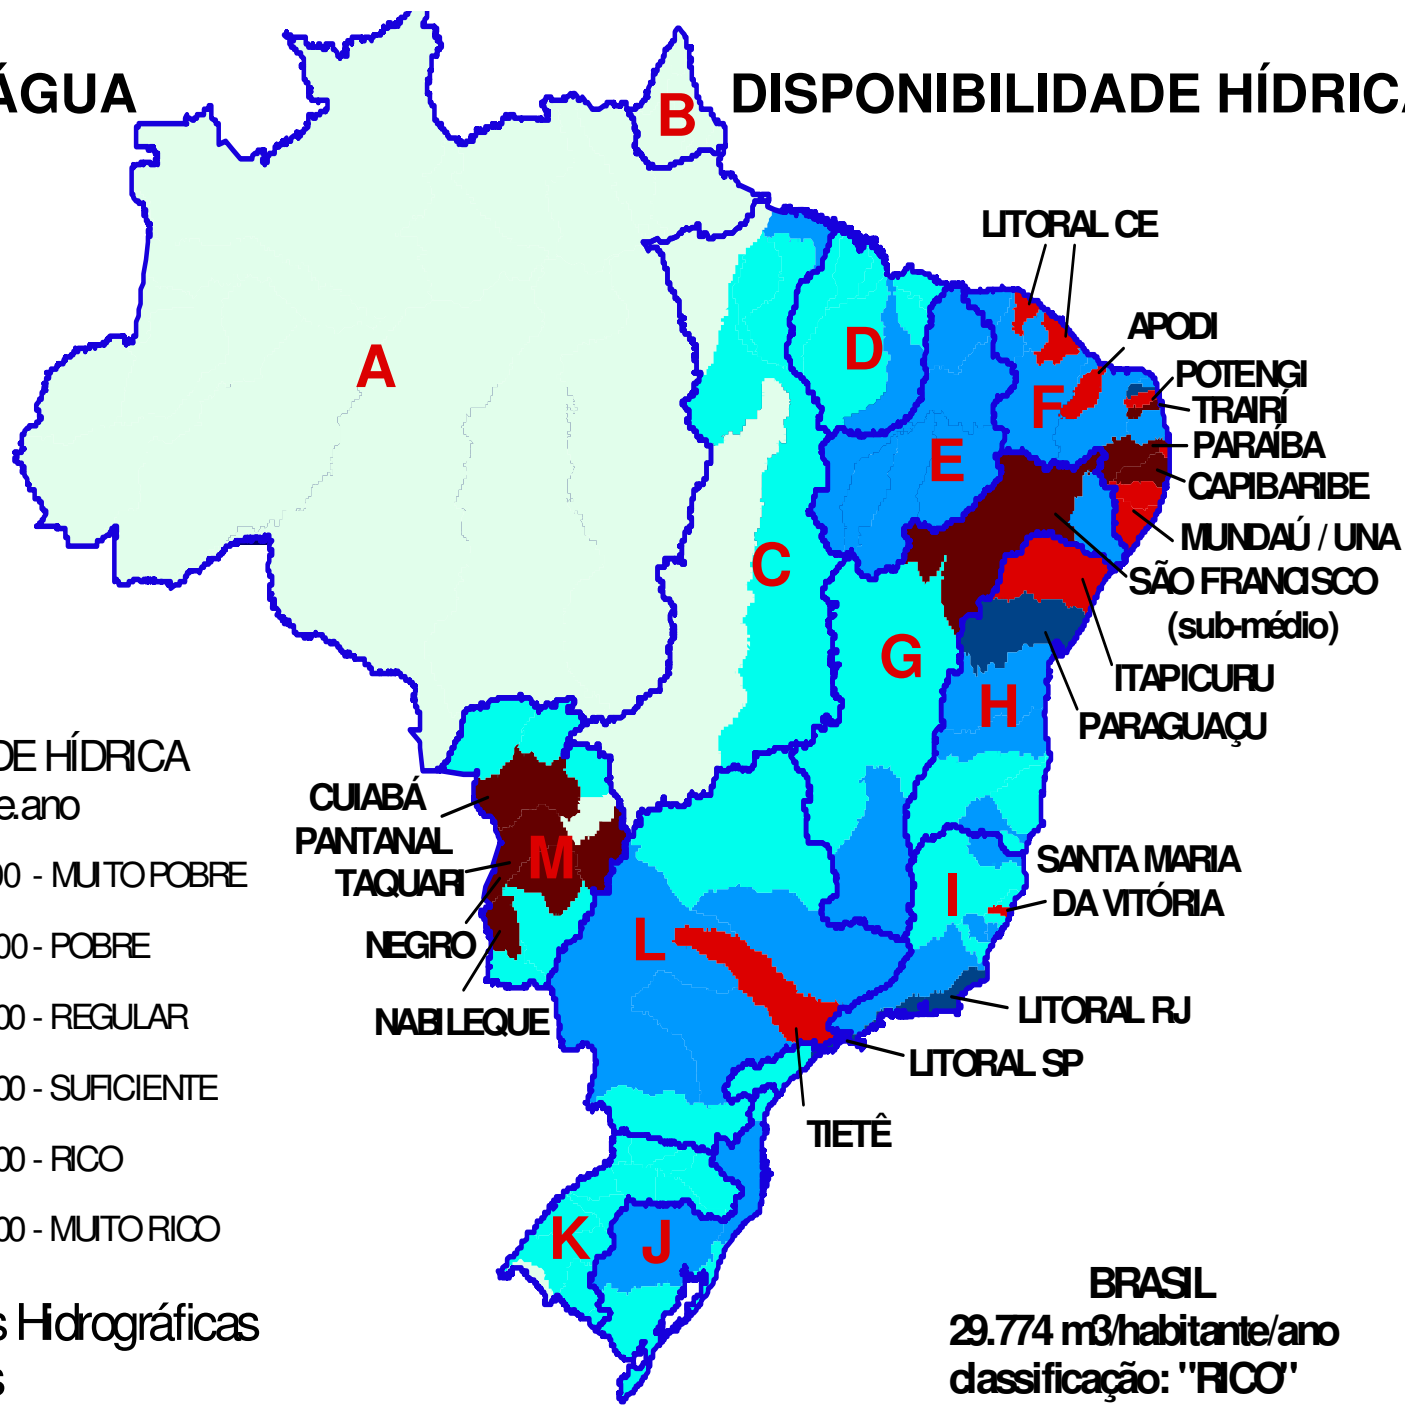 ÁGUA
DISPONIBILIDADE HÍDRICA
B
LITORAL CE
A
D
APODI
POTENGI
F
TRAIRÍ
PARAÍBA
E
CAPIBARIBE
MUNDAÚ / UNA
C
SÃO FRANCISCO
(sub-médio)
G
ITAPICURU
H
PARAGUAÇU
DE HÍDRICA
e.ano
CUIABÁ
PANTANAL
M
TAQUARI
00 - MUITO POBRE
SANTA MARIA
DA VITÓRIA
I
NEGRO
L
00 - POBRE
NABILEQUE
00 - REGULAR
LITORAL RJ
LITORAL SP
00 - SUFICIENTE
TIETÊ
00 - RICO
00 - MUITO RICO
K
J
s Hidrográficas
s
BRASIL
29.774 m3/habitante/ano
classificação: "RICO"